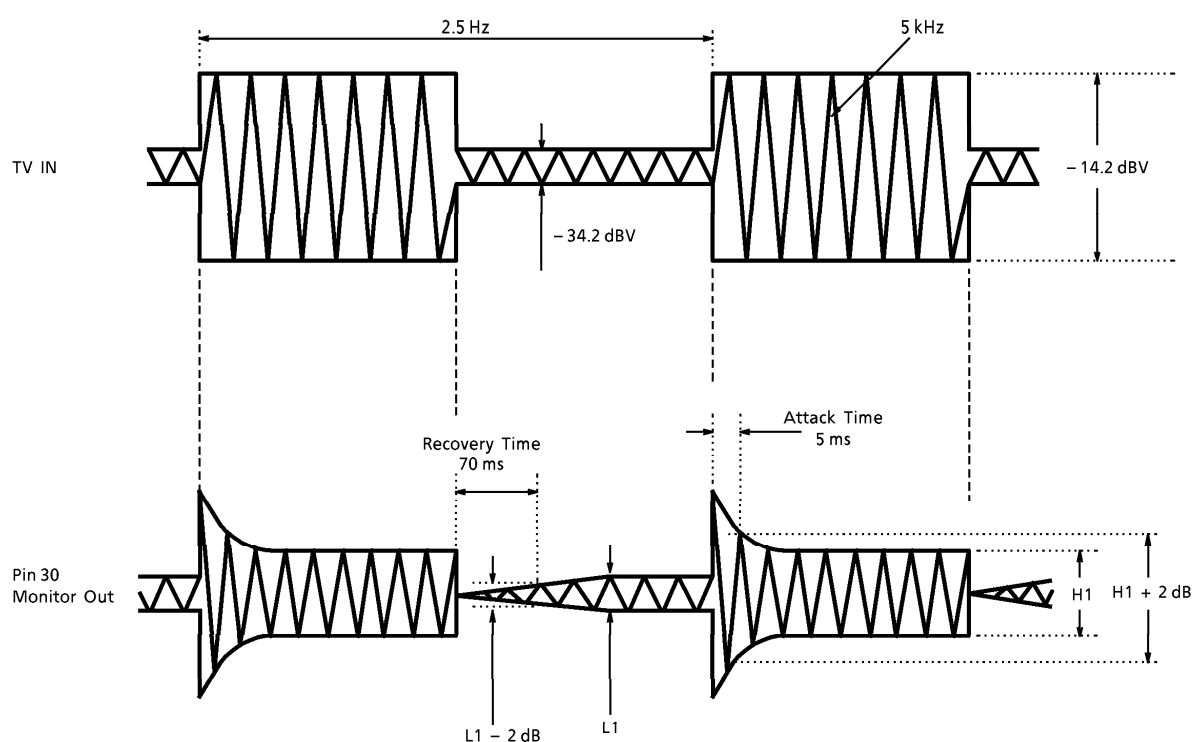 2.5 Hz
5 kHz
TV IN
– 14.2 dBV
– 34.2 dBV
Attack Time
5 ms
Recovery Time
70 ms
Pin 30
Monitor Out
H1
H1 + 2 dB
L1 – 2 dB
L1